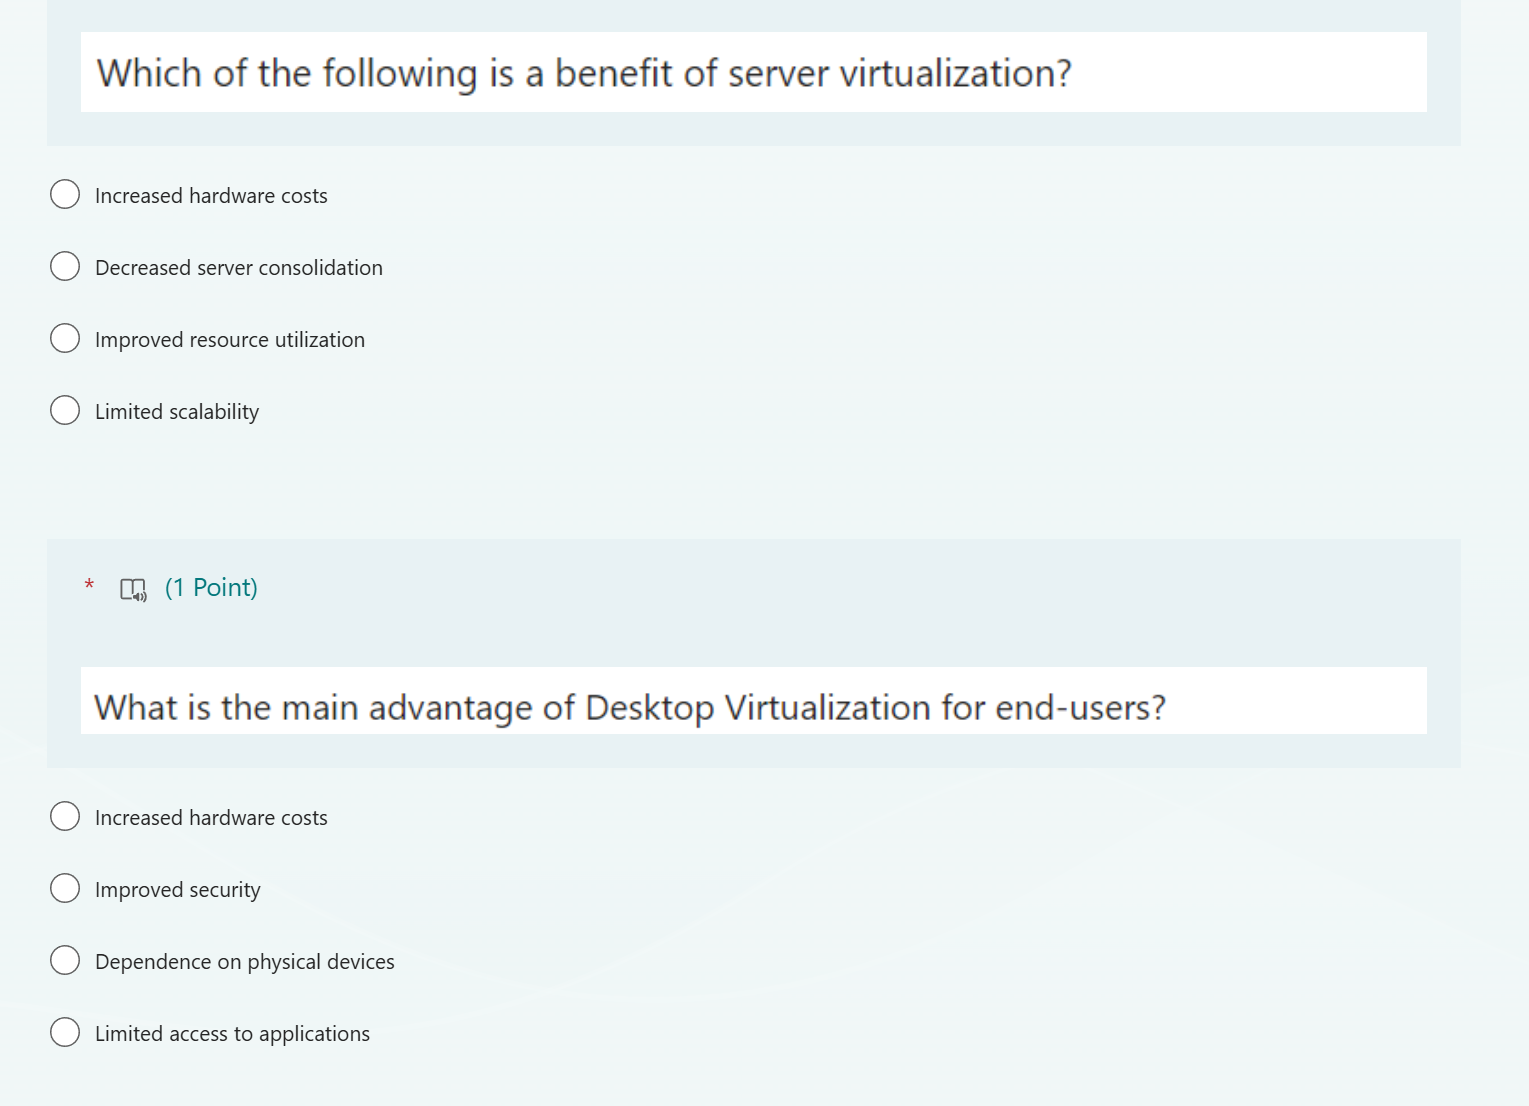 Which of the following is a benefit of server virtualization?
Increased hardware costs
Decreased server consolidation
Improved resource utilization
Limited scalability
* (1 Point)
What is the main advantage of Desktop Virtualization for end-users?
Increased hardware costs
Improved security
Dependence on physical devices
Limited access to applications